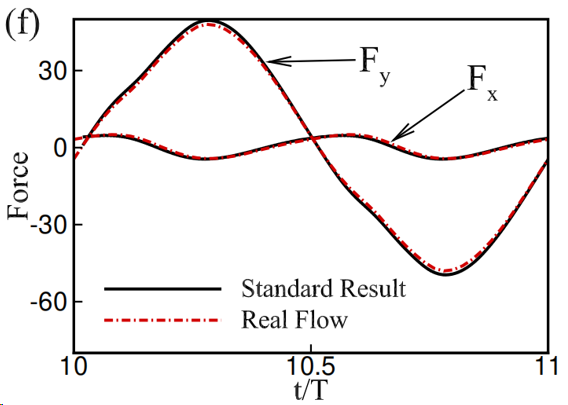 (f)
30
0
-30
-60
Force
F_y
F_x
Standard Result
Real Flow
10
10.5
11
t/T